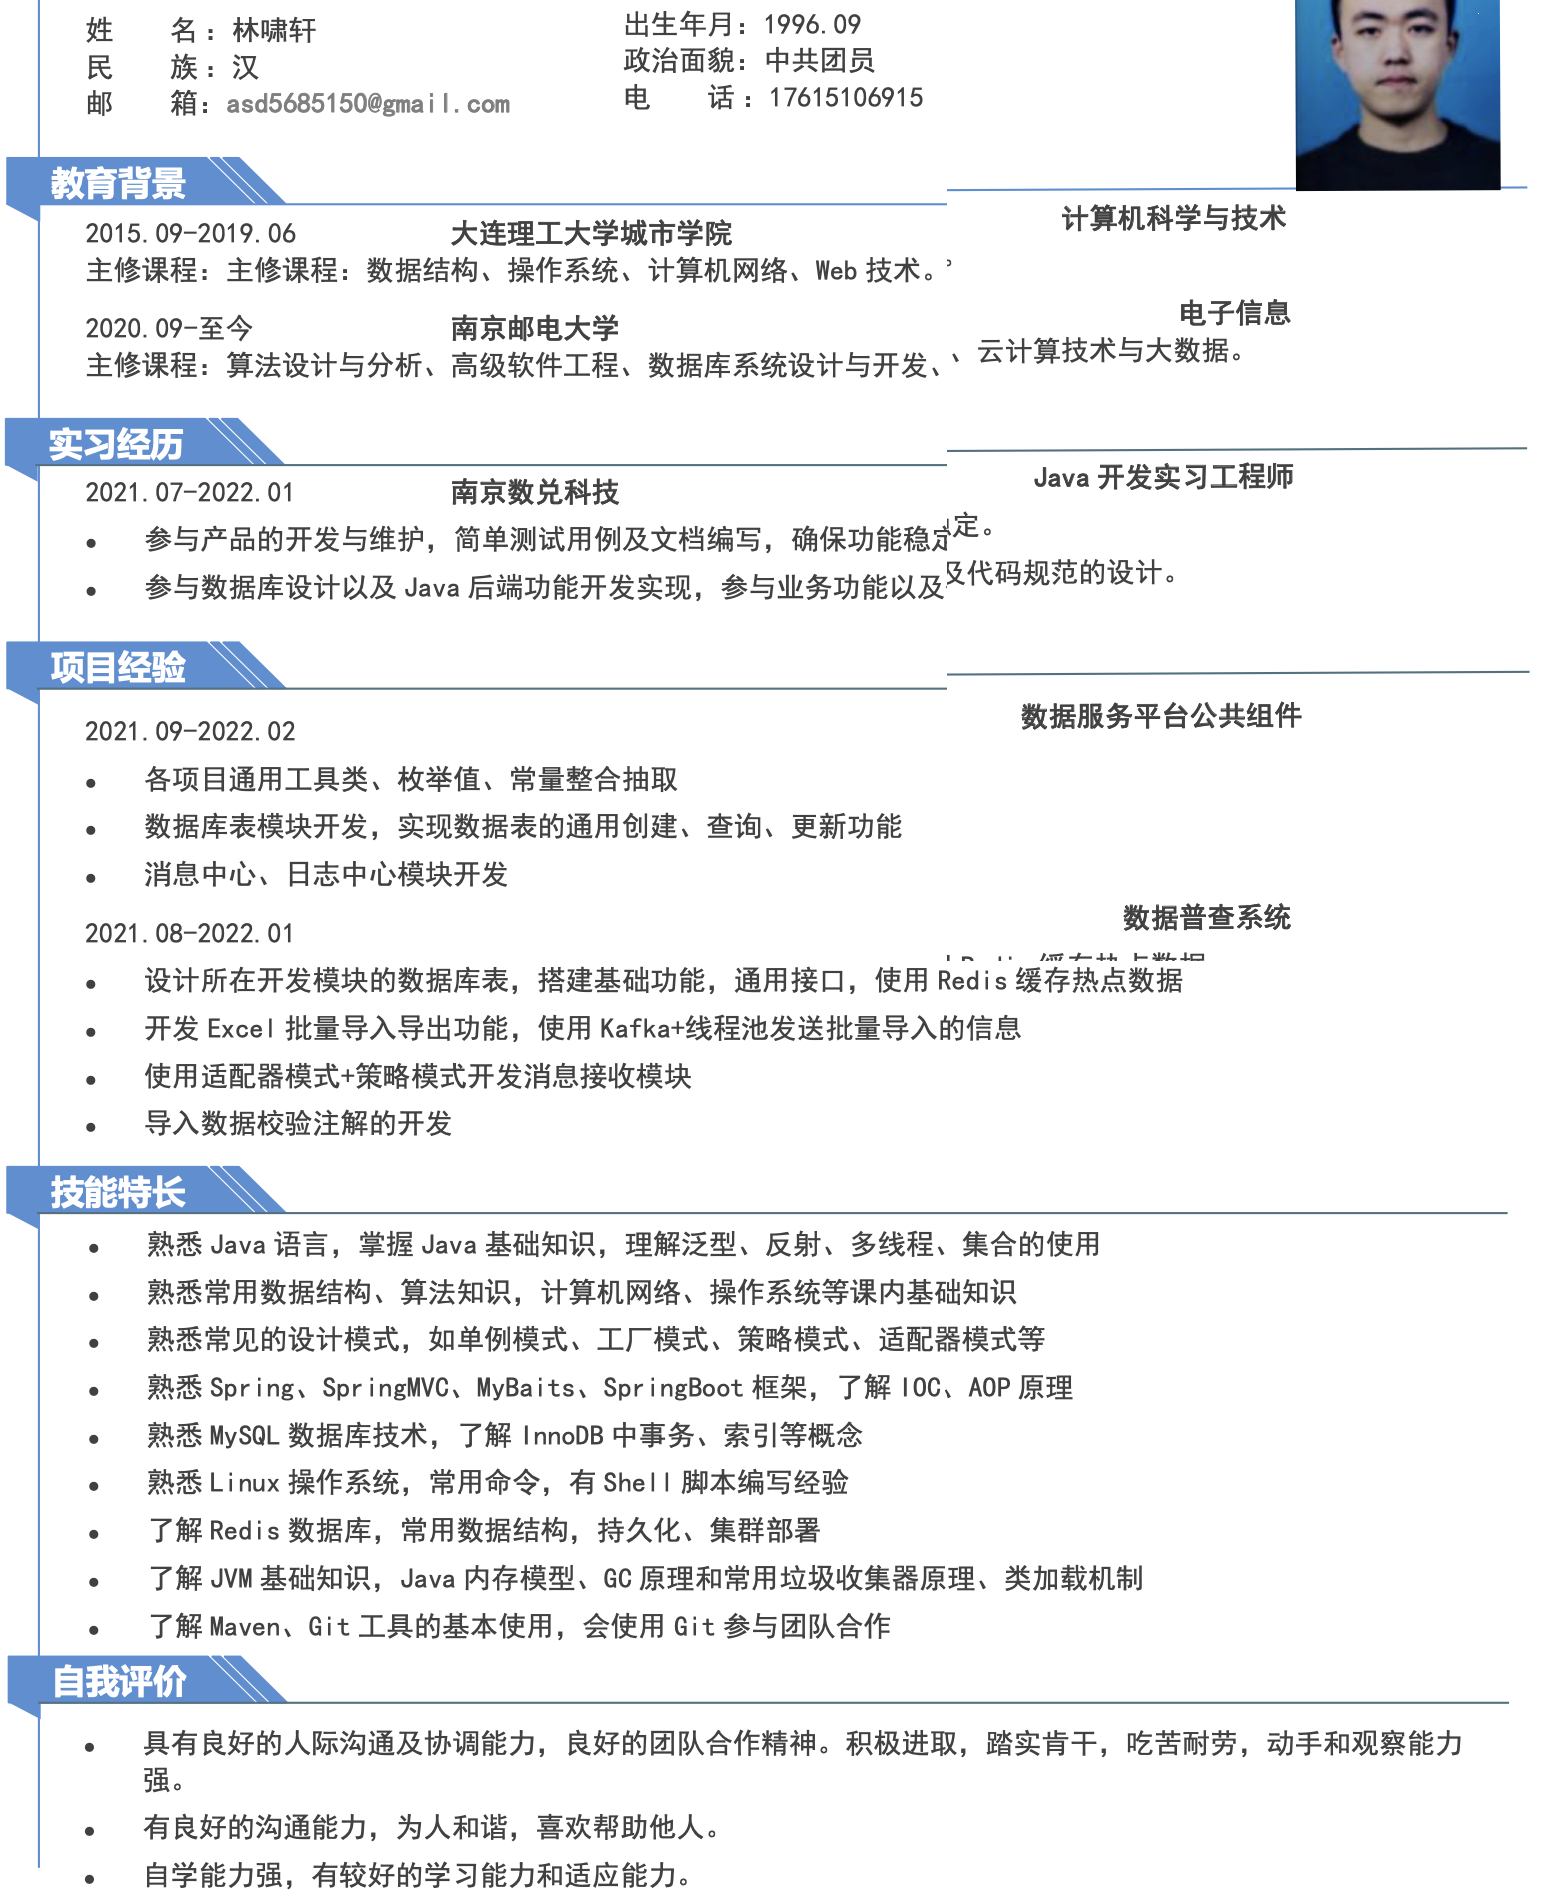 姓 名：林啸轩 出生年月：1996.09
民 族：汉 政治面貌：中共团员
邮 箱：asd5685150@gmail.com 电 话：17615106915
教育背景
2015.09-2019.06 大连理工大学城市学院 计算机科学与技术
主修课程：主修课程：数据结构、操作系统、计算机网络、Web 技术。
2020.09-至今 南京邮电大学 电子信息
主修课程：算法设计与分析、高级软件工程、数据库系统设计与开发、云计算技术与大数据。
实习经历
2021.07-2022.01 南京数兑科技 Java 开发实习工程师
• 参与产品的开发与维护，简单测试用例及文档编写，确保功能稳定。
• 参与数据库设计以及 Java 后端功能开发实现，参与业务功能以及代码规范的设计。
项目经验
2021.09-2022.02 数据服务平台公共组件
• 各项目通用工具类、枚举值、常量整合抽取
• 数据库表模块开发，实现数据表的通用创建、查询、更新功能
• 消息中心、日志中心模块开发
2021.08-2022.01 数据普查系统
• 设计所在开发模块的数据库表，搭建基础功能，通用接口，使用 Redis 缓存热点数据
• 开发 Excel 批量导入导出功能，使用 Kafka+线程池发送批量导入的信息
• 使用适配器模式+策略模式开发消息接收模块
• 导入数据校验注解的开发
技能特长
• 熟悉 Java 语言，掌握 Java 基础知识，理解泛型、反射、多线程、集合的使用
• 熟悉常用数据结构、算法知识，计算机网络、操作系统等课内基础知识
• 熟悉常见的设计模式，如单例模式、工厂模式、策略模式、适配器模式等
• 熟悉 Spring、SpringMVC、MyBaits、SpringBoot 框架，了解 IOC、AOP 原理
• 熟悉 MySQL 数据库技术，了解 InnoDB 中事务、索引等概念
• 熟悉 Linux 操作系统，常用命令，有 Shell 脚本编写经验
• 了解 Redis 数据库，常用数据结构，持久化、集群部署
• 了解 JVM 基础知识，Java 内存模型、GC 原理和常用垃圾收集器原理、类加载机制
• 了解 Maven、Git 工具的基本使用，会使用 Git 参与团队合作
自我评价
• 具有良好的人际沟通及协调能力，良好的团队合作精神。积极进取，踏实肯干，吃苦耐劳，动手和观察能力
强。
• 有良好的沟通能力，为人和谐，喜欢帮助他人。
• 自学能力强，有较好的学习能力和适应能力。